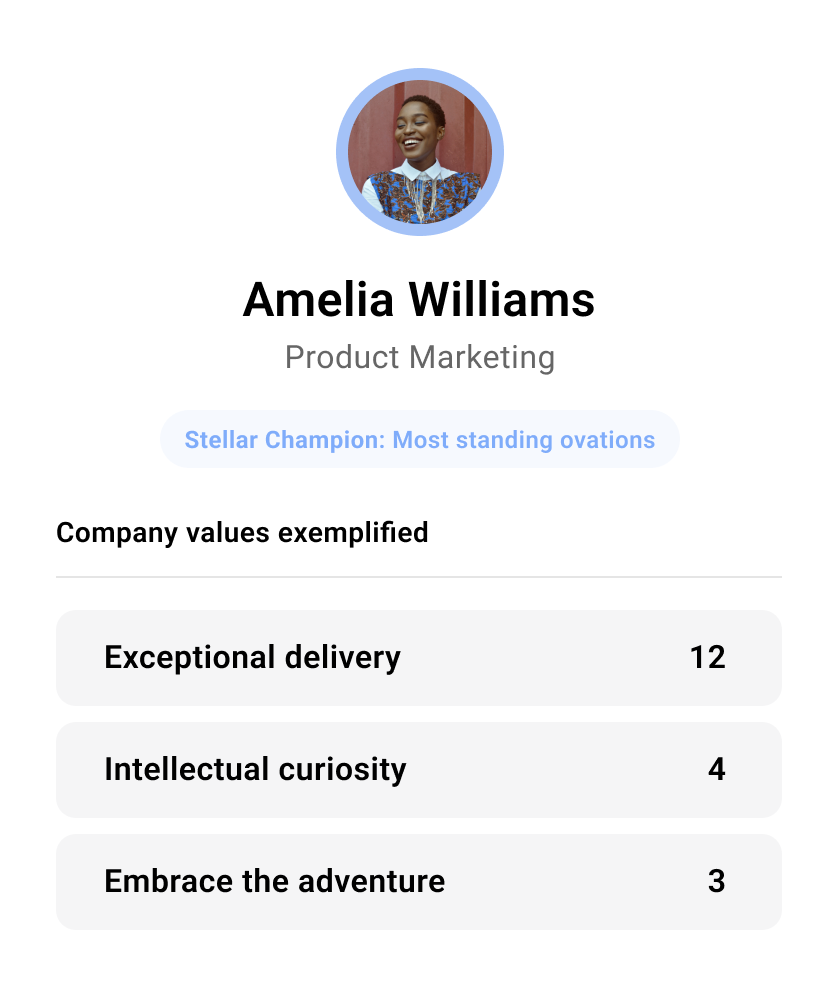 Amelia Williams
Product Marketing
Stellar Champion: Most standing ovations
Company values exemplified
Exceptional delivery 12
Intellectual curiosity 4
Embrace the adventure 3